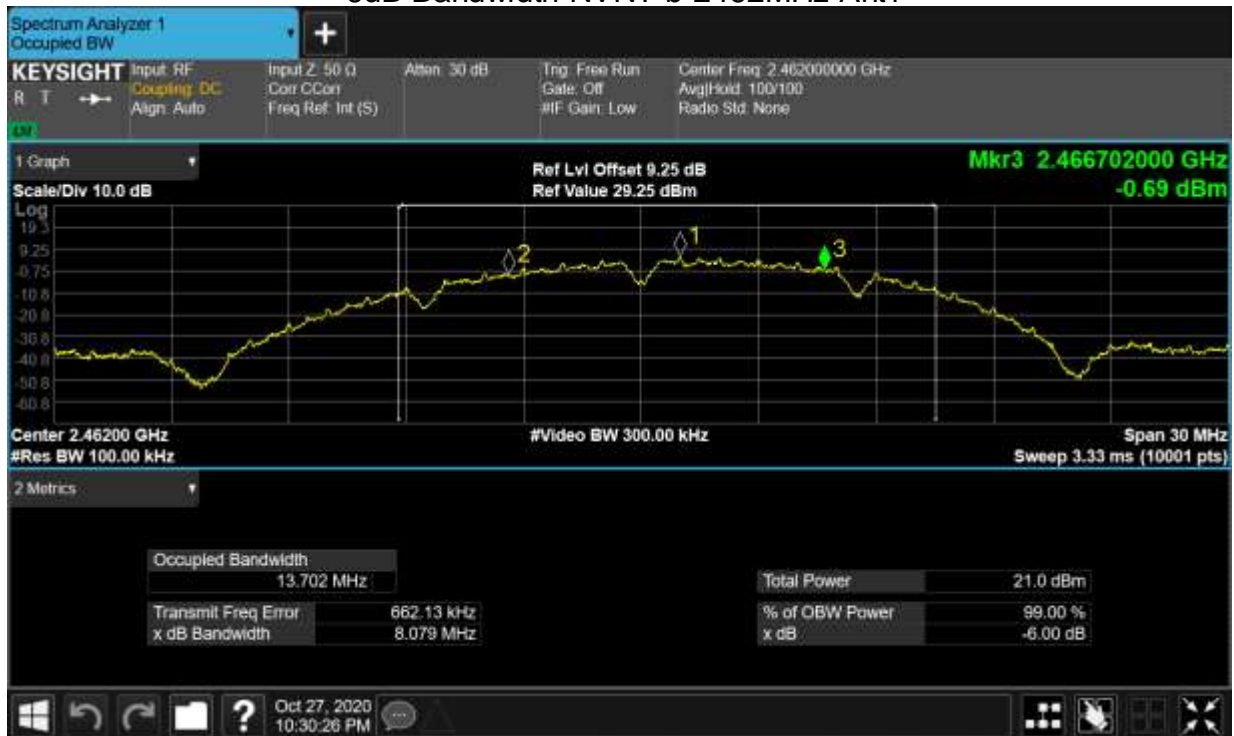 Spectrum Analyzer 1
Occupied BW
+
KEYSIGHT
R T
Input: RF
Coupling: DC
Align: Auto
Input Z: 50 Ω
Corr CCorr
Freq Ref: Int (S)
Atten: 30 dB
Trig: Free Run
Gate: Off
#IF Gain: Low
Center Freq: 2.462000000 GHz
Avg|Hold: 100/100
Radio Std: None
1 Graph
Scale/Div 10.0 dB
Ref Lvl Offset 9.25 dB
Ref Value 29.25 dBm
Mkr3 2.466702000 GHz
-0.69 dBm
Log
19.3
9.25
-0.75
-10.8
-20.8
-30.8
-40.8
-50.8
-60.8
2
1
3
Center 2.46200 GHz
#Res BW 100.00 kHz
#Video BW 300.00 kHz
Span 30 MHz
Sweep 3.33 ms (10001 pts)
2 Metrics
Occupied Bandwidth
13.702 MHz
Transmit Freq Error 662.13 kHz
x dB Bandwidth 8.079 MHz
Total Power 21.0 dBm
% of OBW Power 99.00 %
x dB -6.00 dB
?
Oct 27, 2020
10:30:26 PM